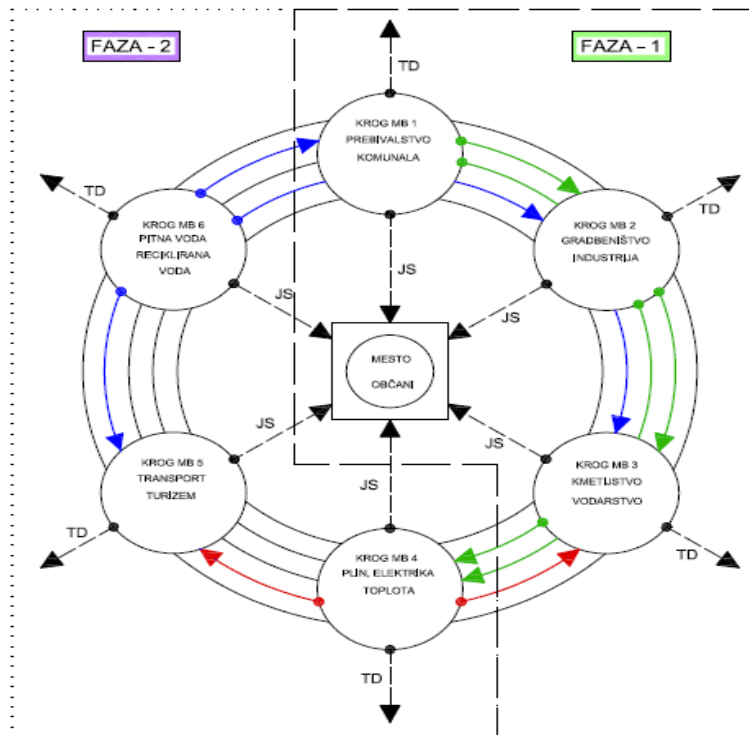 FAZA - 2
FAZA - 1
TD
KROG MB 1
PREBIVALSTVO
KOMUNALA
TD
KROG MB 6
PITNA VODA
RECIKLIRANA
VODA
KROG MB 2
GRADBENIŠTVO
INDUSTRIJA
TD
JS
JS
JS
MESTO
OBČANI
JS
JS
JS
KROG MB 5
TRANSPORT
TURIZEM
KROG MB 3
KMETIJSTVO
VODARSTVO
TD
KROG MB 4
PLIN, ELEKTRIKA
TOPLOTA
TD
TD